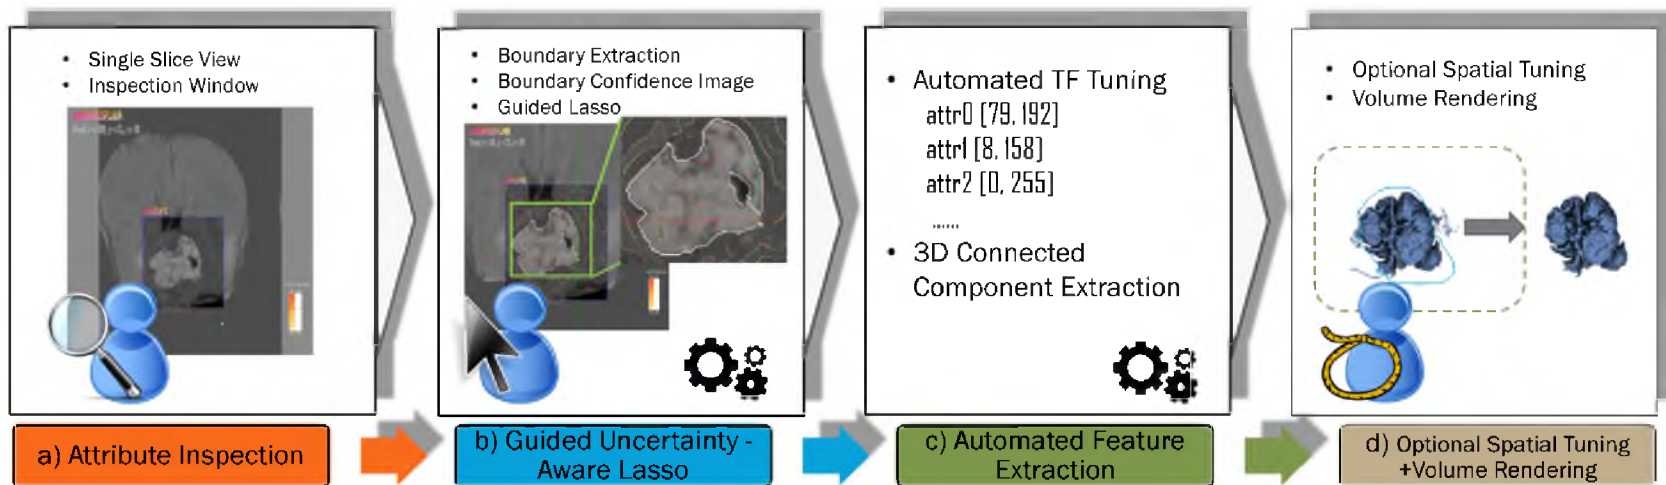 • Single Slice View
• Inspection Window
a) Attribute Inspection
• Boundary Extraction
• Boundary Confidence Image
• Guided Lasso
b) Guided Uncertainty -
Aware Lasso
• Automated TF Tuning
attr0 [79, 192]
attr1 [8, 158]
attr2 [0, 255]
......
• 3D Connected
Component Extraction
c) Automated Feature
Extraction
• Optional Spatial Tuning
• Volume Rendering
d) Optional Spatial Tuning
+Volume Rendering